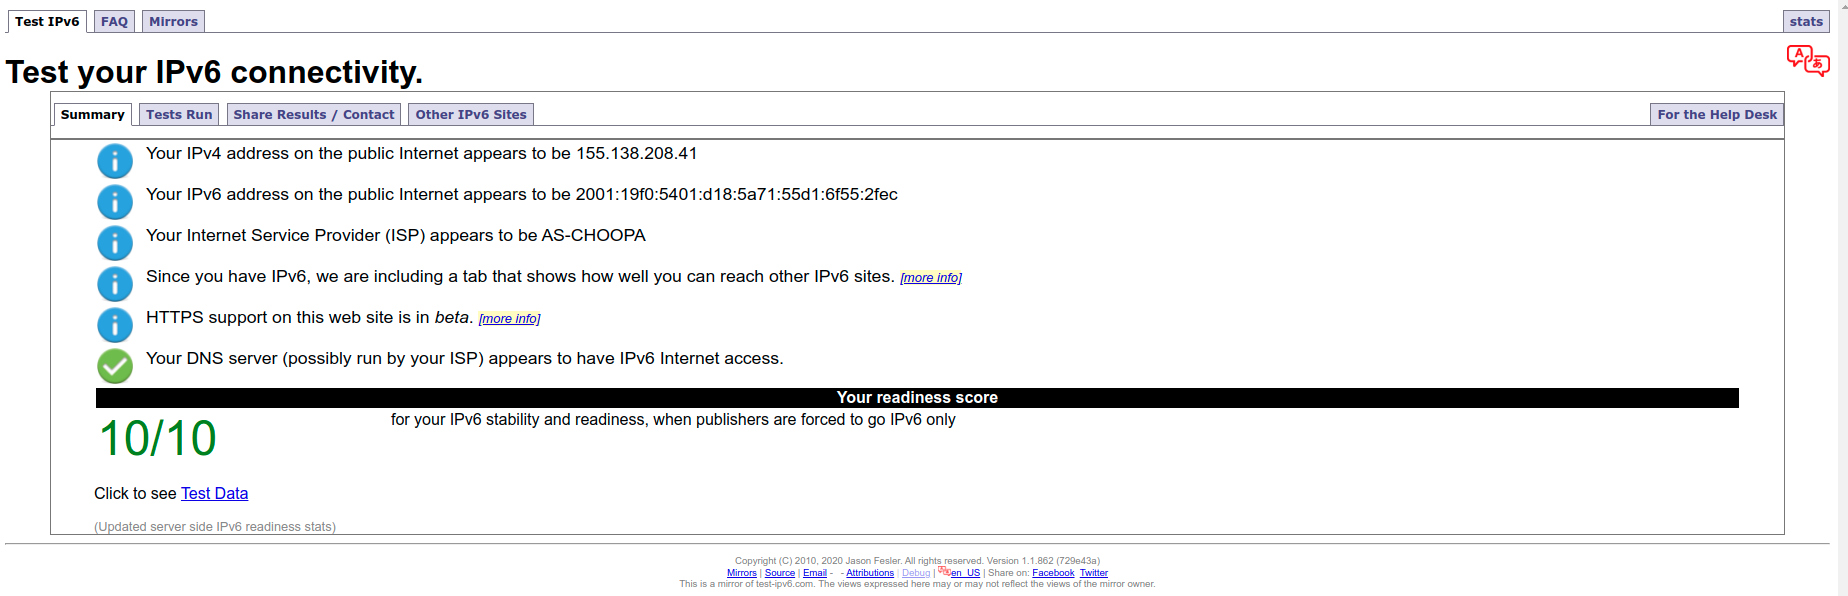 Test IPv6 FAQ Mirrors stats
Test your IPv6 connectivity.
A あ
Summary Tests Run Share Results / Contact Other IPv6 Sites For the Help Desk
Your IPv4 address on the public Internet appears to be 155.138.208.41
Your IPv6 address on the public Internet appears to be 2001:19f0:5401:d18:5a71:55d1:6f55:2fec
Your Internet Service Provider (ISP) appears to be AS-CHOOPA
Since you have IPv6, we are including a tab that shows how well you can reach other IPv6 sites. [more info]
HTTPS support on this web site is in beta. [more info]
Your DNS server (possibly run by your ISP) appears to have IPv6 Internet access.
Your readiness score
10/10 for your IPv6 stability and readiness, when publishers are forced to go IPv6 only
Click to see Test Data
(Updated server side IPv6 readiness stats)
Copyright (C) 2010, 2020 Jason Fesler. All rights reserved. Version 1.1.862 (729e43a)
Mirrors | Source | Email - - Attributions | Debug | en_US | Share on: Facebook Twitter
This is a mirror of test-ipv6.com. The views expressed here may or may not reflect the views of the mirror owner.